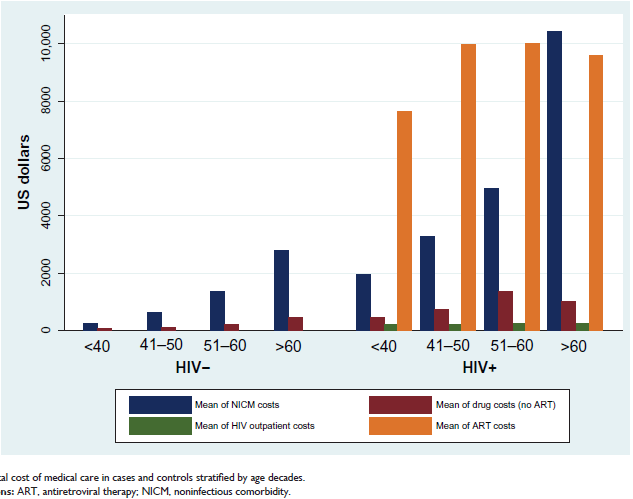 US dollars
10,000
8000
6000
4000
2000
0
<40 41–50 51–60 >60 <40 41–50 51–60 >60
HIV– HIV+
Mean of NICM costs Mean of drug costs (no ART)
Mean of HIV outpatient costs Mean of ART costs
cost of medical care in cases and controls stratified by age decades.
ART, antiretroviral therapy; NICM, noninfectious comorbidity.